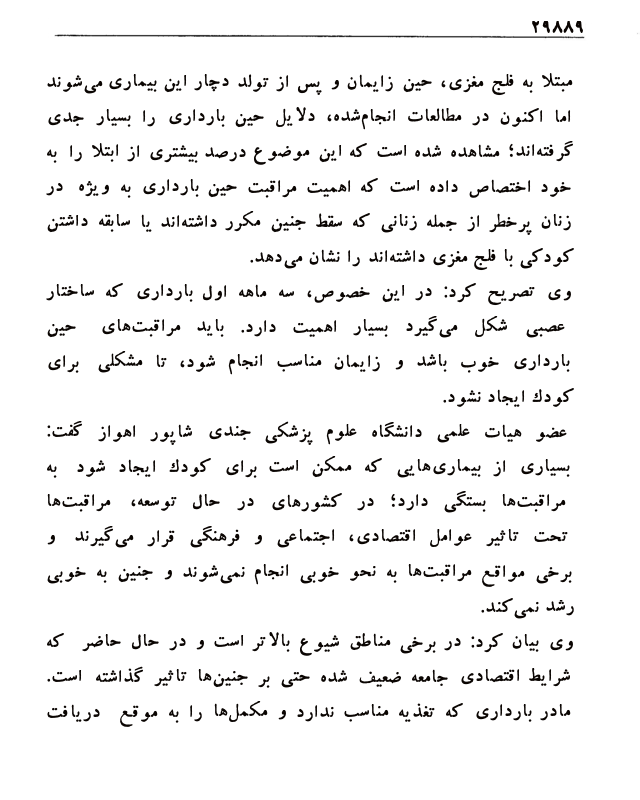 ۲۹۸۸۹
مبتلا به فلج مغزی، حین زایمان و پس از تولد دچار این بیماری می‌شوند
اما اکنون در مطالعات انجام‌شده، دلایل حین بارداری را بسیار جدی
گرفته‌اند؛ مشاهده شده است که این موضوع درصد بیشتری از ابتلا را به
خود اختصاص داده است که اهمیت مراقبت حین بارداری به ویژه در
زنان پرخطر از جمله زنانی که سقط جنین مکرر داشته‌اند یا سابقه داشتن
کودکی با فلج مغزی داشته‌اند را نشان می‌دهد.
وی تصریح کرد: در این خصوص، سه ماهه اول بارداری که ساختار
عصبی شکل می‌گیرد بسیار اهمیت دارد. باید مراقبت‌های حین
بارداری خوب باشد و زایمان مناسب انجام شود، تا مشکلی برای
کودك ایجاد نشود.
عضو هیات علمی دانشگاه علوم پزشکی جندی شاپور اهواز گفت:
بسیاری از بیماری‌هایی که ممکن است برای کودك ایجاد شود به
مراقبت‌ها بستگی دارد؛ در کشورهای در حال توسعه، مراقبت‌ها
تحت تاثیر عوامل اقتصادی، اجتماعی و فرهنگی قرار می‌گیرند و
برخی مواقع مراقبت‌ها به نحو خوبی انجام نمی‌شوند و جنین به خوبی
رشد نمی‌کند.
وی بیان کرد: در برخی مناطق شیوع بالاتر است و در حال حاضر که
شرایط اقتصادی جامعه ضعیف شده حتی بر جنین‌ها تاثیر گذاشته است.
مادر بارداری که تغذیه مناسب ندارد و مکمل‌ها را به موقع دریافت